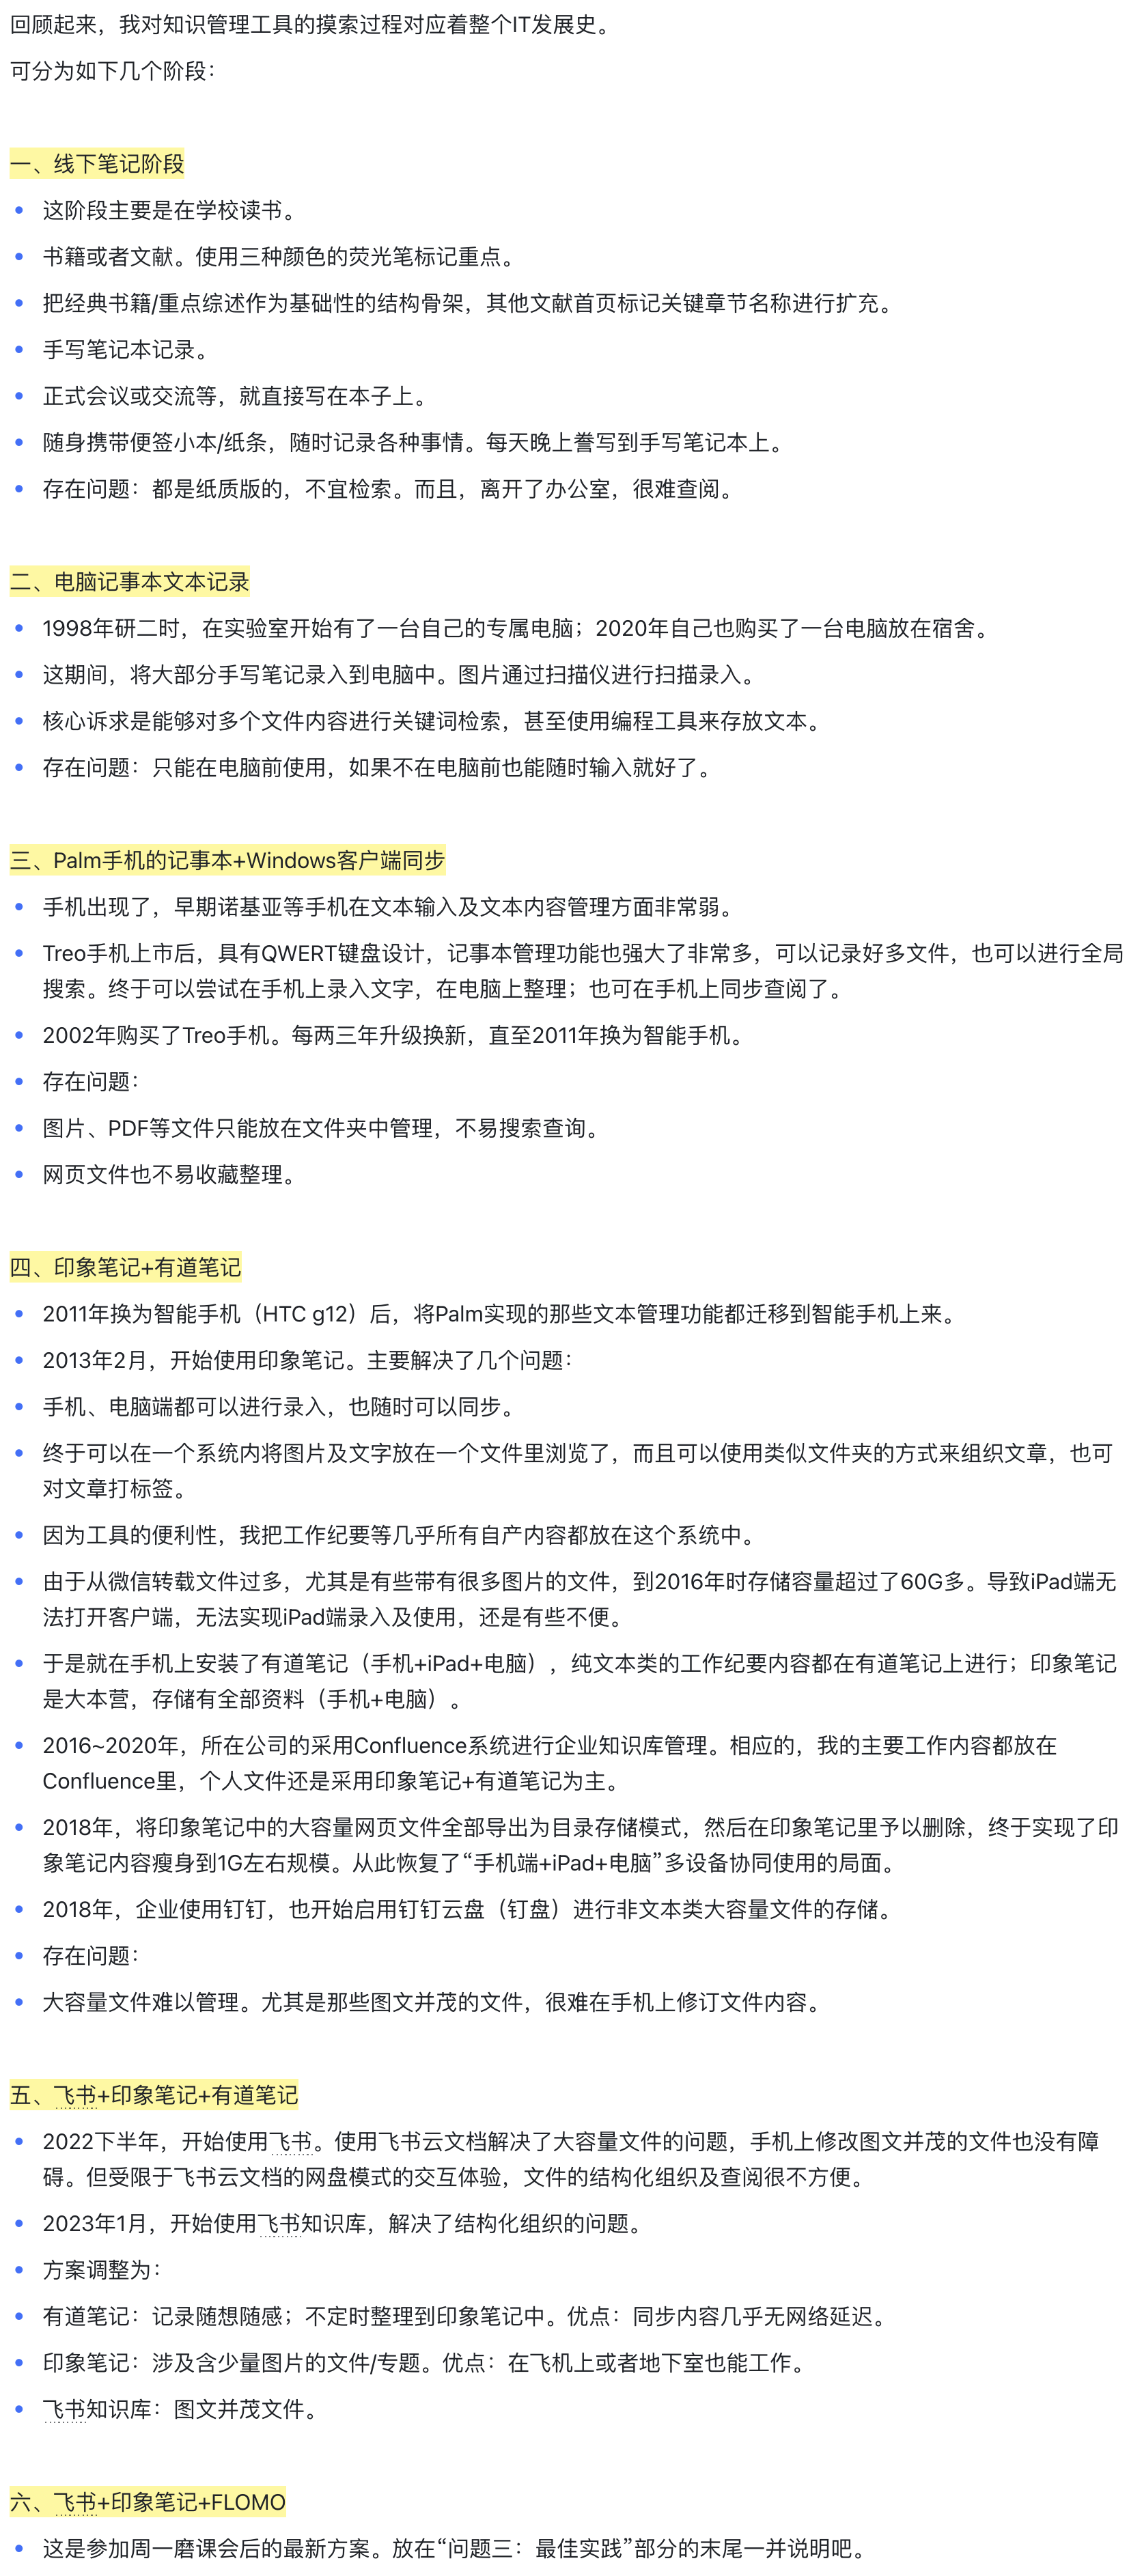 回顾起来，我对知识管理工具的摸索过程对应着整个IT发展史。
可分为如下几个阶段：
一、线下笔记阶段
• 这阶段主要是在学校读书。
• 书籍或者文献。使用三种颜色的荧光笔标记重点。
• 把经典书籍/重点综述作为基础性的结构骨架，其他文献首页标记关键章节名称进行扩充。
• 手写笔记本记录。
• 正式会议或交流等，就直接写在本子上。
• 随身携带便签小本/纸条，随时记录各种事情。每天晚上誊写到手写笔记本上。
• 存在问题：都是纸质版的，不宜检索。而且，离开了办公室，很难查阅。
二、电脑记事本文本记录
• 1998年研二时，在实验室开始有了一台自己的专属电脑；2020年自己也购买了一台电脑放在宿舍。
• 这期间，将大部分手写笔记录入到电脑中。图片通过扫描仪进行扫描录入。
• 核心诉求是能够对多个文件内容进行关键词检索，甚至使用编程工具来存放文本。
• 存在问题：只能在电脑前使用，如果不在电脑前也能随时输入就好了。
三、Palm手机的记事本+Windows客户端同步
• 手机出现了，早期诺基亚等手机在文本输入及文本内容管理方面非常弱。
• Treo手机上市后，具有QWERT键盘设计，记事本管理功能也强大了非常多，可以记录好多文件，也可以进行全局
搜索。终于可以尝试在手机上录入文字，在电脑上整理；也可在手机上同步查阅了。
• 2002年购买了Treo手机。每两三年升级换新，直至2011年换为智能手机。
• 存在问题：
• 图片、PDF等文件只能放在文件夹中管理，不易搜索查询。
• 网页文件也不易收藏整理。
四、印象笔记+有道笔记
• 2011年换为智能手机（HTC g12）后，将Palm实现的那些文本管理功能都迁移到智能手机上来。
• 2013年2月，开始使用印象笔记。主要解决了几个问题：
• 手机、电脑端都可以进行录入，也随时可以同步。
• 终于可以在一个系统内将图片及文字放在一个文件里浏览了，而且可以使用类似文件夹的方式来组织文章，也可
对文章打标签。
• 因为工具的便利性，我把工作纪要等几乎所有自产内容都放在这个系统中。
• 由于从微信转载文件过多，尤其是有些带有很多图片的文件，到2016年时存储容量超过了60G多。导致iPad端无
法打开客户端，无法实现iPad端录入及使用，还是有些不便。
• 于是就在手机上安装了有道笔记（手机+iPad+电脑），纯文本类的工作纪要内容都在有道笔记上进行；印象笔记
是大本营，存储有全部资料（手机+电脑）。
• 2016~2020年，所在公司的采用Confluence系统进行企业知识库管理。相应的，我的主要工作内容都放在
Confluence里，个人文件还是采用印象笔记+有道笔记为主。
• 2018年，将印象笔记中的大容量网页文件全部导出为目录存储模式，然后在印象笔记里予以删除，终于实现了印
象笔记内容瘦身到1G左右规模。从此恢复了“手机端+iPad+电脑”多设备协同使用的局面。
• 2018年，企业使用钉钉，也开始启用钉钉云盘（钉盘）进行非文本类大容量文件的存储。
• 存在问题：
• 大容量文件难以管理。尤其是那些图文并茂的文件，很难在手机上修订文件内容。
五、飞书+印象笔记+有道笔记
• 2022下半年，开始使用飞书。使用飞书云文档解决了大容量文件的问题，手机上修改图文并茂的文件也没有障
碍。但受限于飞书云文档的网盘模式的交互体验，文件的结构化组织及查阅很不方便。
• 2023年1月，开始使用飞书知识库，解决了结构化组织的问题。
• 方案调整为：
• 有道笔记：记录随想随感；不定时整理到印象笔记中。优点：同步内容几乎无网络延迟。
• 印象笔记：涉及含少量图片的文件/专题。优点：在飞机上或者地下室也能工作。
• 飞书知识库：图文并茂文件。
六、飞书+印象笔记+FLOMO
• 这是参加周一磨课会后的最新方案。放在“问题三：最佳实践”部分的末尾一并说明吧。